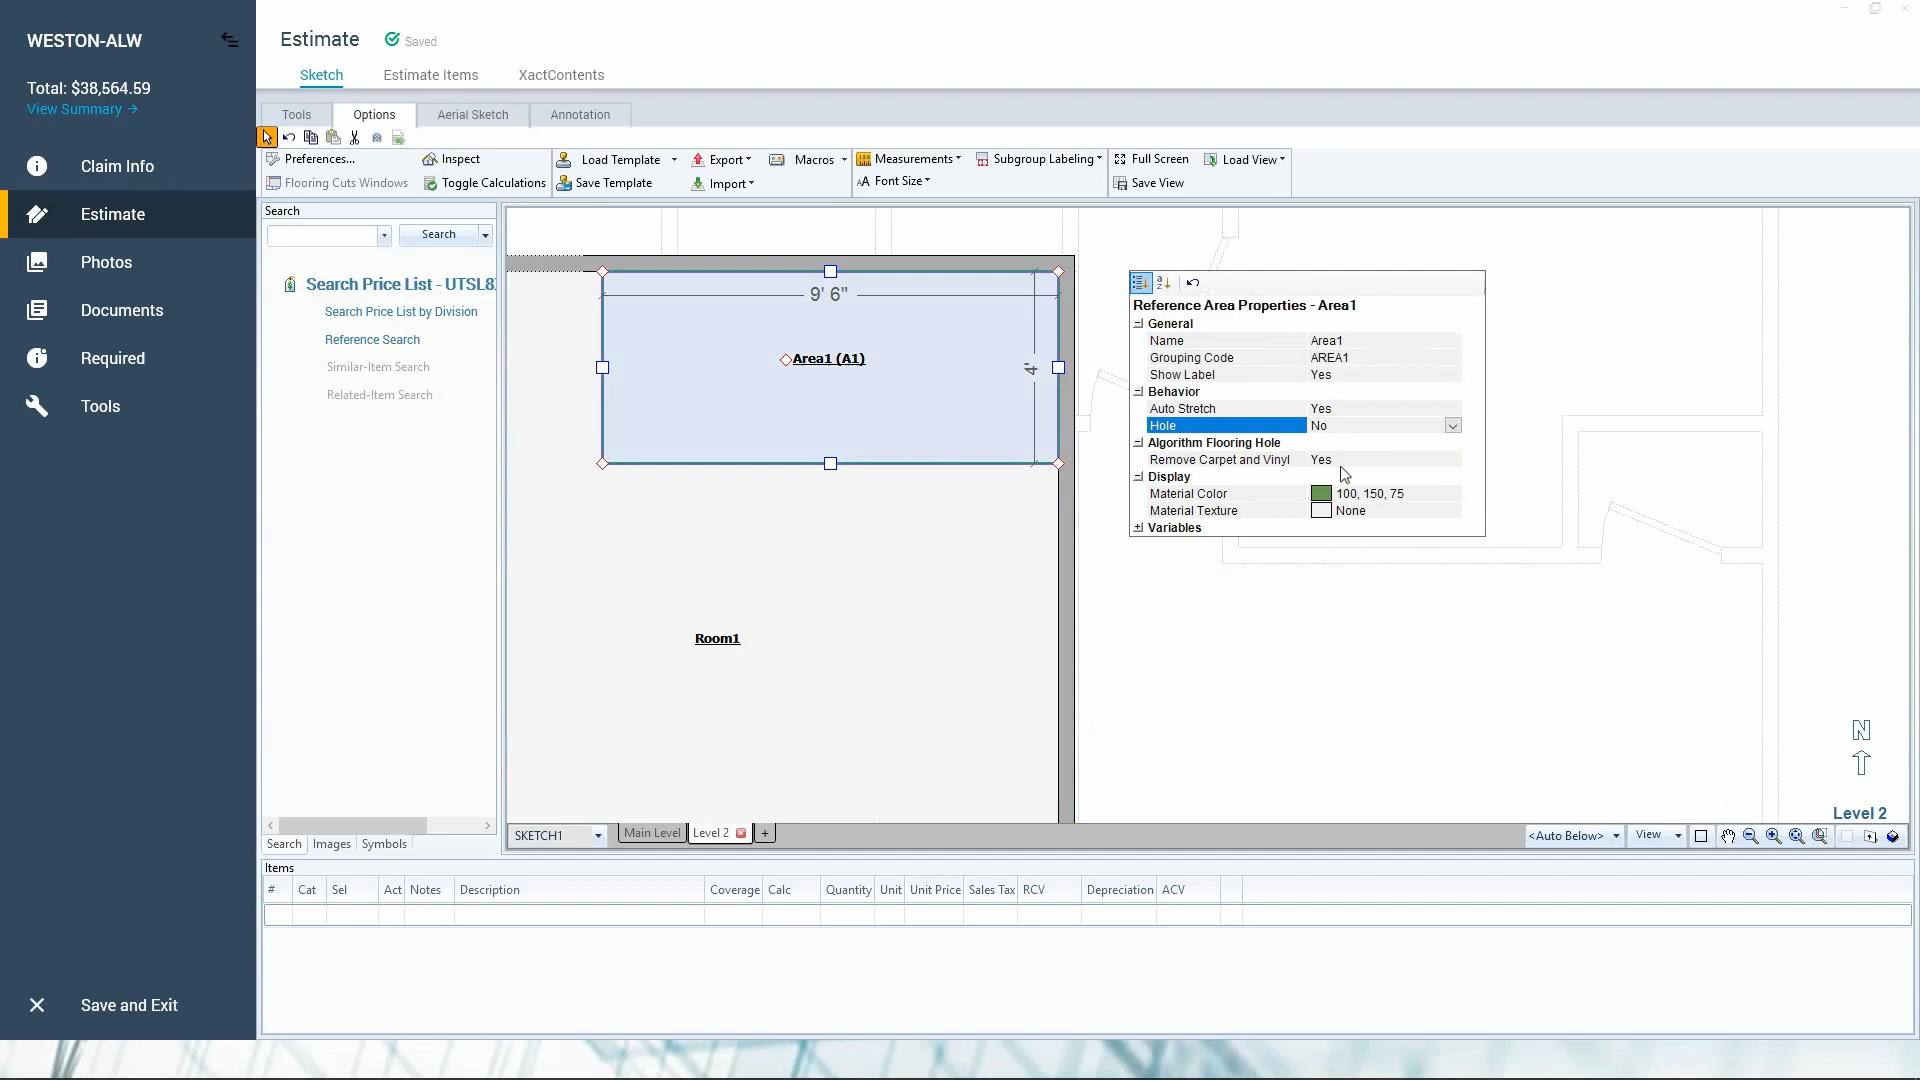 WESTON-ALW
Total: $38,564.59
View Summary →
Claim Info
Estimate
Photos
Documents
Required
Tools
Save and Exit
Estimate
Saved
Sketch
Estimate Items
XactContents
Tools
Options
Aerial Sketch
Annotation
Preferences...
Inspect
Load Template
Export
Macros
Measurements
Subgroup Labeling
Full Screen
Load View
Flooring Cuts Windows
Toggle Calculations
Save Template
Import
Font Size
Save View
Search
Search
Search Price List - UTSL8
Search Price List by Division
Reference Search
Similar-Item Search
Related-Item Search
Search
Images
Symbols
9' 6"
Area1 (A1)
4'
Room1
Reference Area Properties - Area1
General
Name Area1
Grouping Code AREA1
Show Label Yes
Behavior
Auto Stretch Yes
Hole No
Algorithm Flooring Hole
Remove Carpet and Vinyl Yes
Display
Material Color 100, 150, 75
Material Texture None
Variables
N
Level 2
SKETCH1
Main Level
Level 2
+
<Auto Below>
View
Items
# Cat Sel Act Notes Description Coverage Calc Quantity Unit Unit Price Sales Tax RCV Depreciation ACV